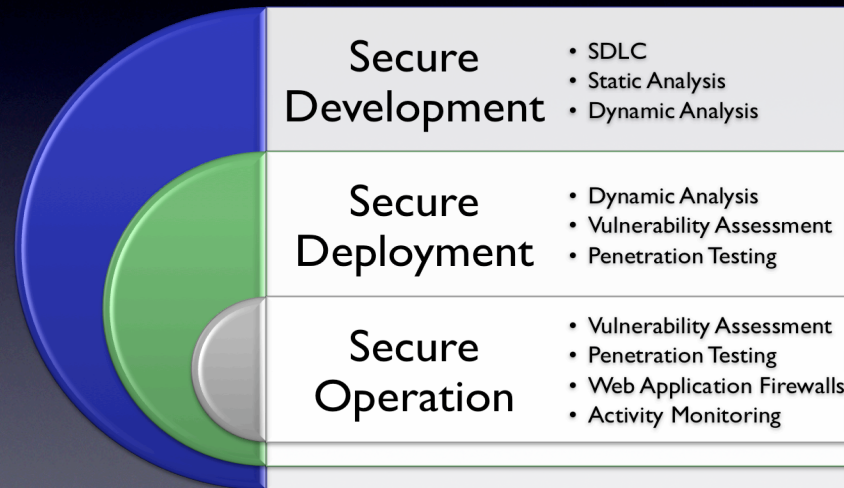 Secure
Development
• SDLC
• Static Analysis
• Dynamic Analysis
Secure
Deployment
• Dynamic Analysis
• Vulnerability Assessment
• Penetration Testing
Secure
Operation
• Vulnerability Assessment
• Penetration Testing
• Web Application Firewalls
• Activity Monitoring